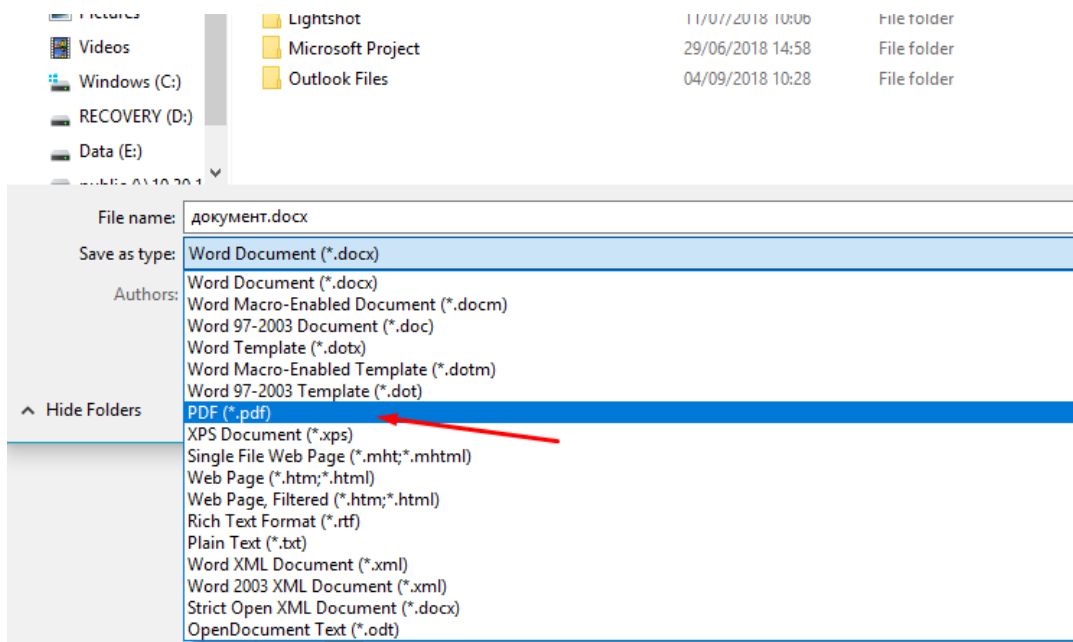 Pictures
Lightshot 11/07/2018 10:06 File folder
Videos
Microsoft Project 29/06/2018 14:58 File folder
Windows (C:)
Outlook Files 04/09/2018 10:28 File folder
RECOVERY (D:)
Data (E:)
File name: документ.docx
Save as type: Word Document (*.docx)
Authors:
Word Document (*.docx)
Word Macro-Enabled Document (*.docm)
Word 97-2003 Document (*.doc)
Word Template (*.dotx)
Word Macro-Enabled Template (*.dotm)
Word 97-2003 Template (*.dot)
Hide Folders
PDF (*.pdf)
XPS Document (*.xps)
Single File Web Page (*.mht;*.mhtml)
Web Page (*.htm;*.html)
Web Page, Filtered (*.htm;*.html)
Rich Text Format (*.rtf)
Plain Text (*.txt)
Word XML Document (*.xml)
Word 2003 XML Document (*.xml)
Strict Open XML Document (*.docx)
OpenDocument Text (*.odt)